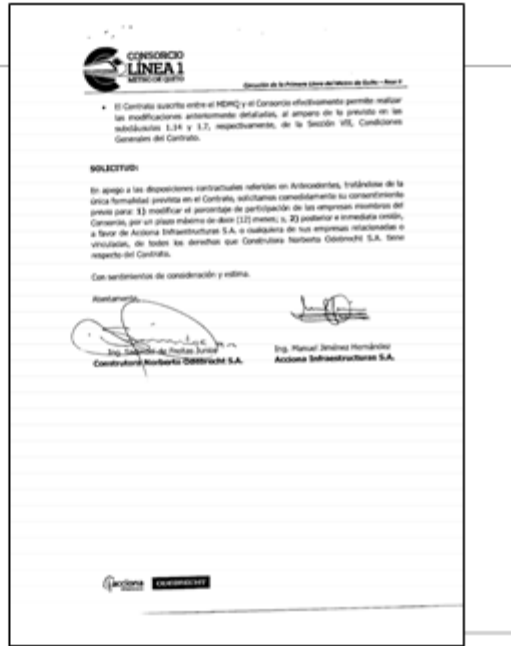 CONSORCIO
LÍNEA 1
METRO DE QUITO
Ejecución de la Primera Línea del Metro de Quito – Fase II
• El Contrato suscrito entre el MDMQ y el Consorcio efectivamente permite realizar
las modificaciones anteriormente detalladas, al amparo de lo previsto en las
subcláusulas 1.14 y 1.7, respectivamente, de la Sección VII, Condiciones
Generales del Contrato.
SOLICITUD:
En apego a las disposiciones contractuales referidas en Antecedentes, tratándose de la
única formalidad prevista en el Contrato, solicitamos comedidamente su consentimiento
previo para: 1) modificar el porcentaje de participación de las empresas miembros del
Consorcio, por un plazo máximo de doce (12) meses; y, 2) posterior e inmediata cesión,
a favor de Acciona Infraestructuras S.A. o cualquiera de sus empresas relacionadas o
vinculadas, de todos los derechos que Construtora Norberto Odebrecht S.A. tiene
respecto del Contrato.
Con sentimientos de consideración y estima.
Atentamente,
Ing. de Freitas Junior
Construtora Norberto Odebrecht S.A.
Ing. Manuel Jiménez Hernández
Acciona Infraestructuras S.A.
acciona
ODEBRECHT